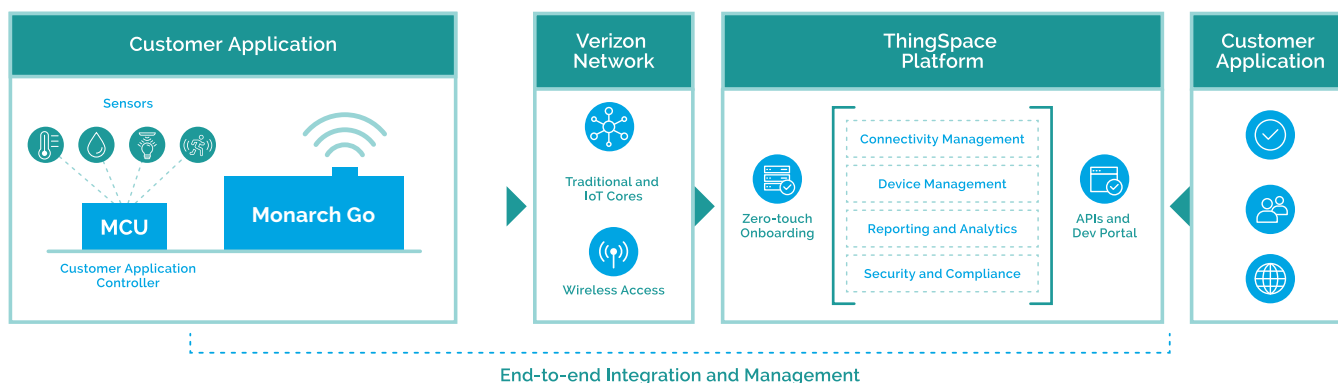 Customer Application
Sensors
MCU
Monarch Go
Customer Application
Controller
Verizon
Network
Traditional and
IoT Cores
Wireless Access
ThingSpace
Platform
Zero-touch
Onboarding
Connectivity Management
Device Management
Reporting and Analytics
Security and Compliance
APIs and
Dev Portal
Customer
Application
End-to-end Integration and Management